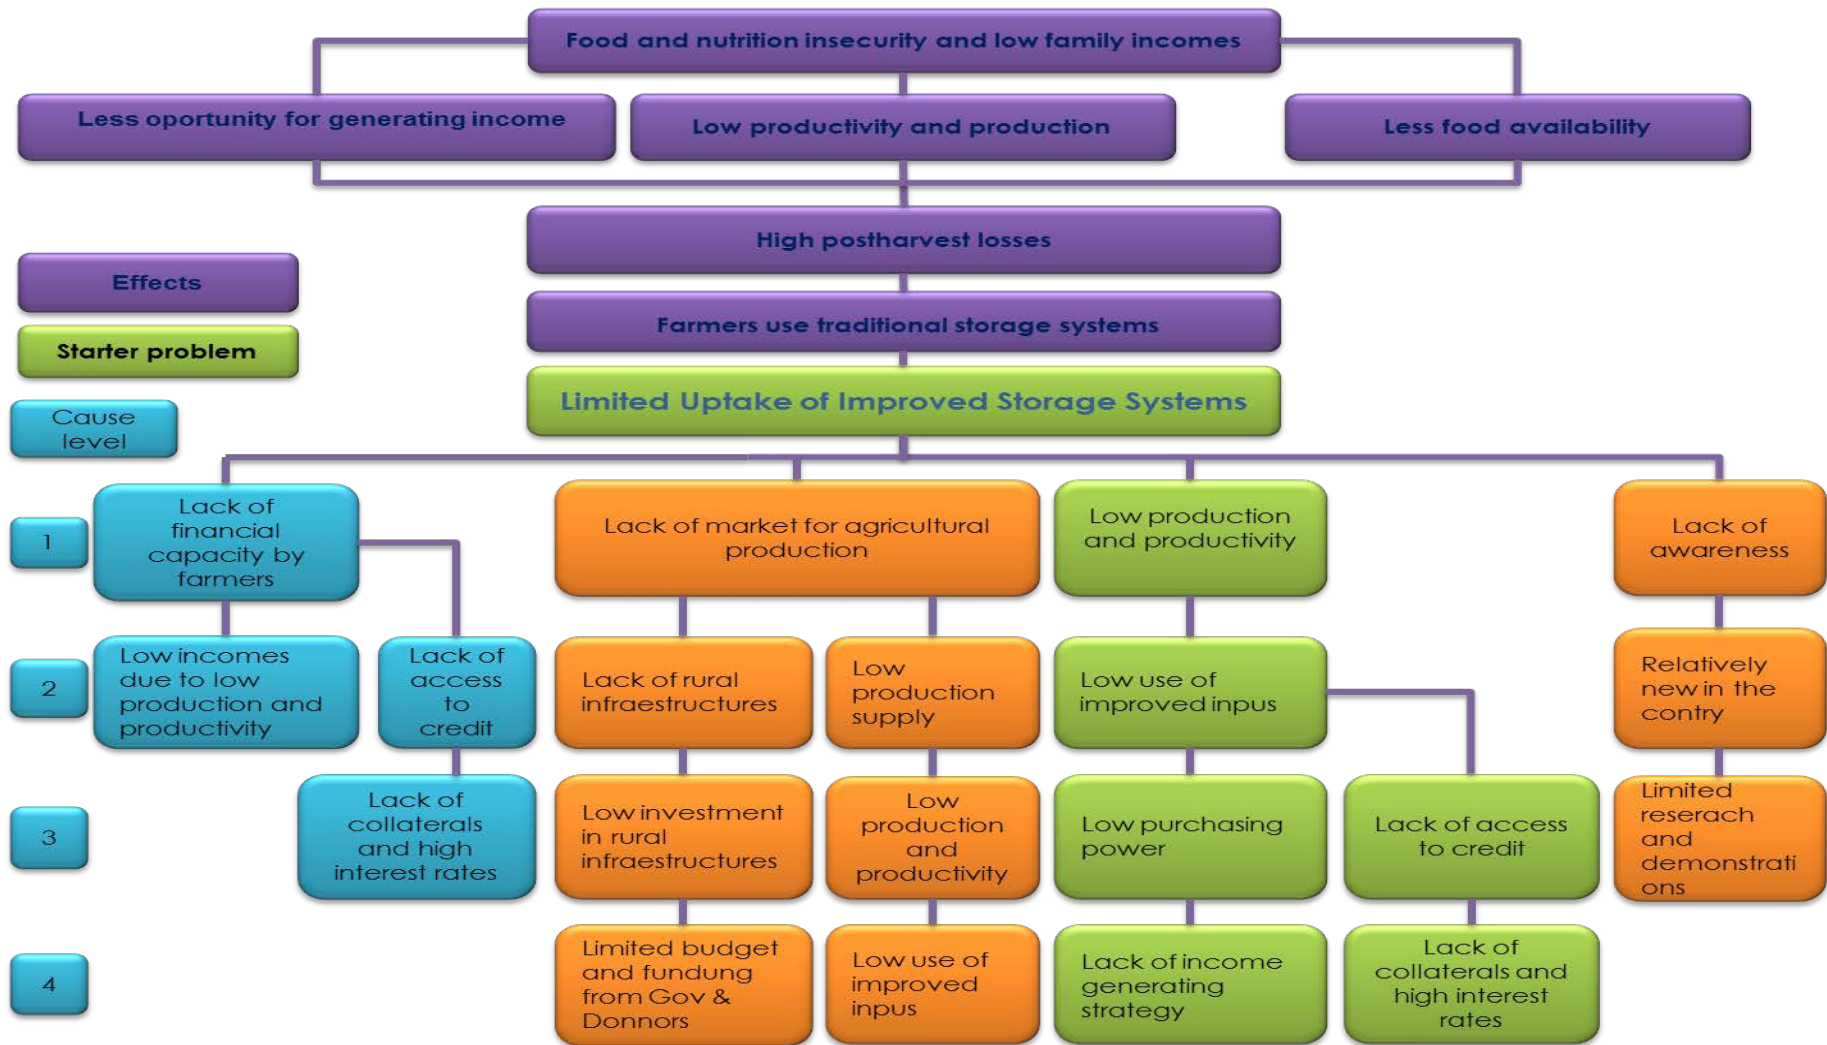 Food and nutrition insecurity and low family incomes
Less oportunity for generating income
Low productivity and production
Less food availability
High postharvest losses
Effects
Farmers use traditional storage systems
Starter problem
Limited Uptake of Improved Storage Systems
Cause
level
1
Lack of
financial
capacity by
farmers
Lack of market for agricultural
production
Low production
and productivity
Lack of
awareness
2
Low incomes
due to low
production and
productivity
Lack of
access
to
credit
Lack of rural
infraestructures
Low
production
supply
Low use of
improved inpus
Relatively
new in the
contry
3
Lack of
collaterals
and high
interest rates
Low investment
in rural
infraestructures
Low
production
and
productivity
Low purchasing
power
Lack of access
to credit
Limited
reserach
and
demonstrati
ons
4
Limited budget
and fundung
from Gov &
Donnors
Low use of
improved
inpus
Lack of income
generating
strategy
Lack of
collaterals and
high interest
rates